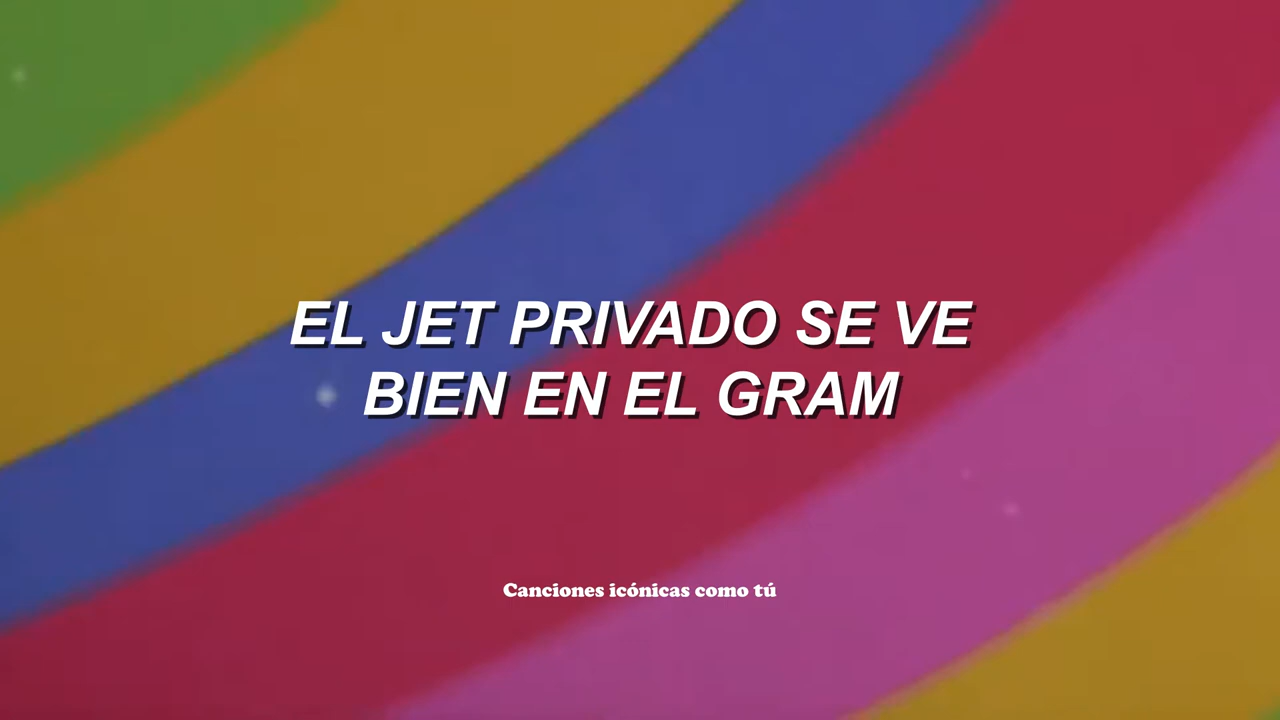 EL JET PRIVADO SE VE
BIEN EN EL GRAM
Canciones icónicas como tú